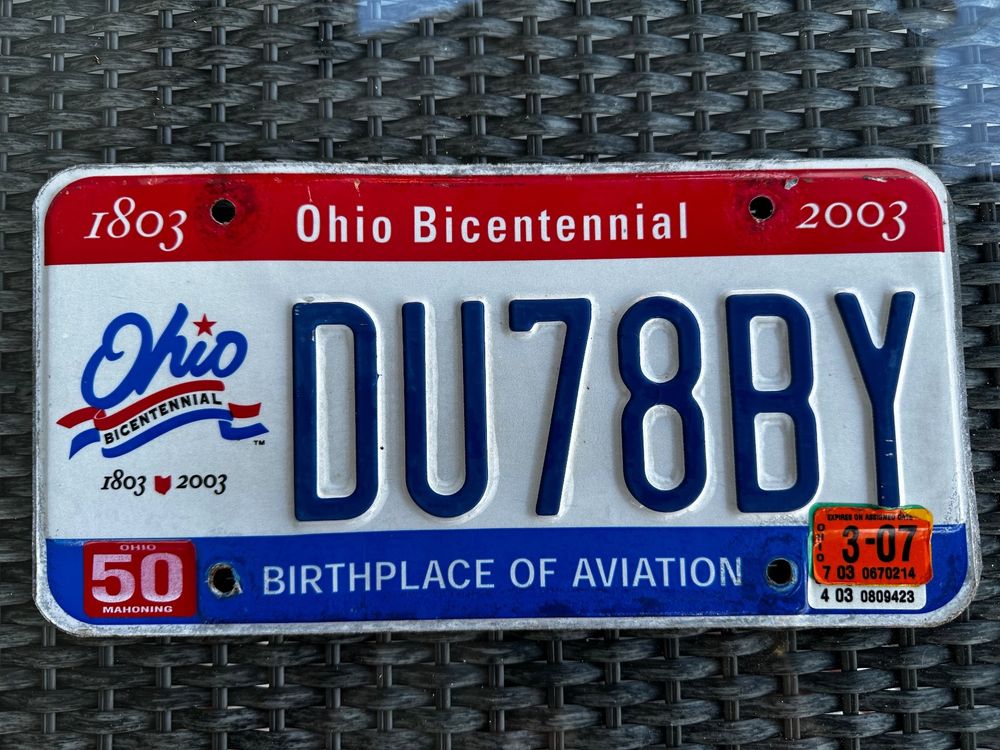 1803 Ohio Bicentennial 2003
Ohio
BICENTENNIAL
TM
1803 2003
DU78BY
OHIO
50
MAHONING
BIRTHPLACE OF AVIATION
EXPIRES ON ASSIGNED DATE
OHIO
3-07
7 03 0670214
4 03 0809423